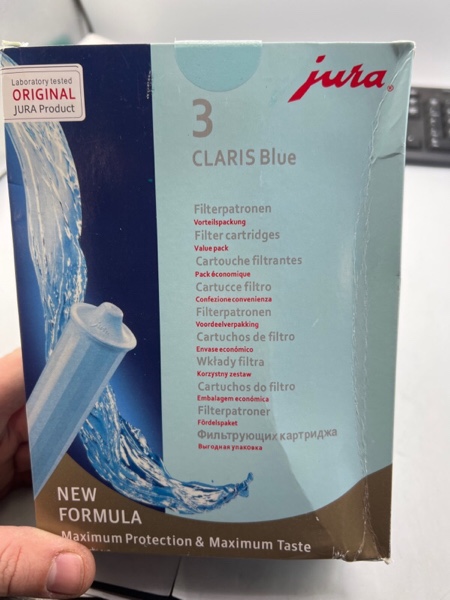 Laboratory tested
ORIGINAL
JURA Product
jura
3
CLARIS Blue
Filterpatronen
Vorteilspackung
Filter cartridges
Value pack
Cartouche filtrantes
Pack économique
Cartucce filtro
Confezione convenienza
Filterpatronen
Voordeelverpakking
Cartuchos de filtro
Envase económico
Wkłady filtra
Korzystny zestaw
Cartuchos do filtro
Embalagem económica
Filterpatroner
Fördelspaket
Фильтрующих картриджа
Выгодная упаковка
NEW
FORMULA
Maximum Protection & Maximum Taste